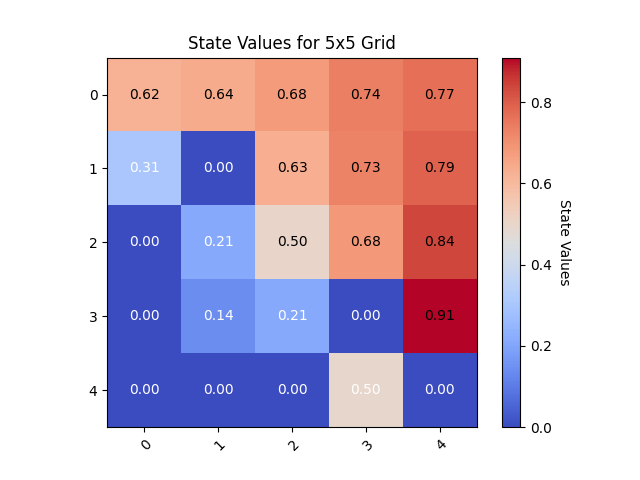 State Values for 5x5 Grid
0 0.62 0.64 0.68 0.74 0.77
1 0.31 0.00 0.63 0.73 0.79
2 0.00 0.21 0.50 0.68 0.84
3 0.00 0.14 0.21 0.00 0.91
4 0.00 0.00 0.00 0.50 0.00
0 1 2 3 4
0.8
0.6
0.4
0.2
0.0
State Values